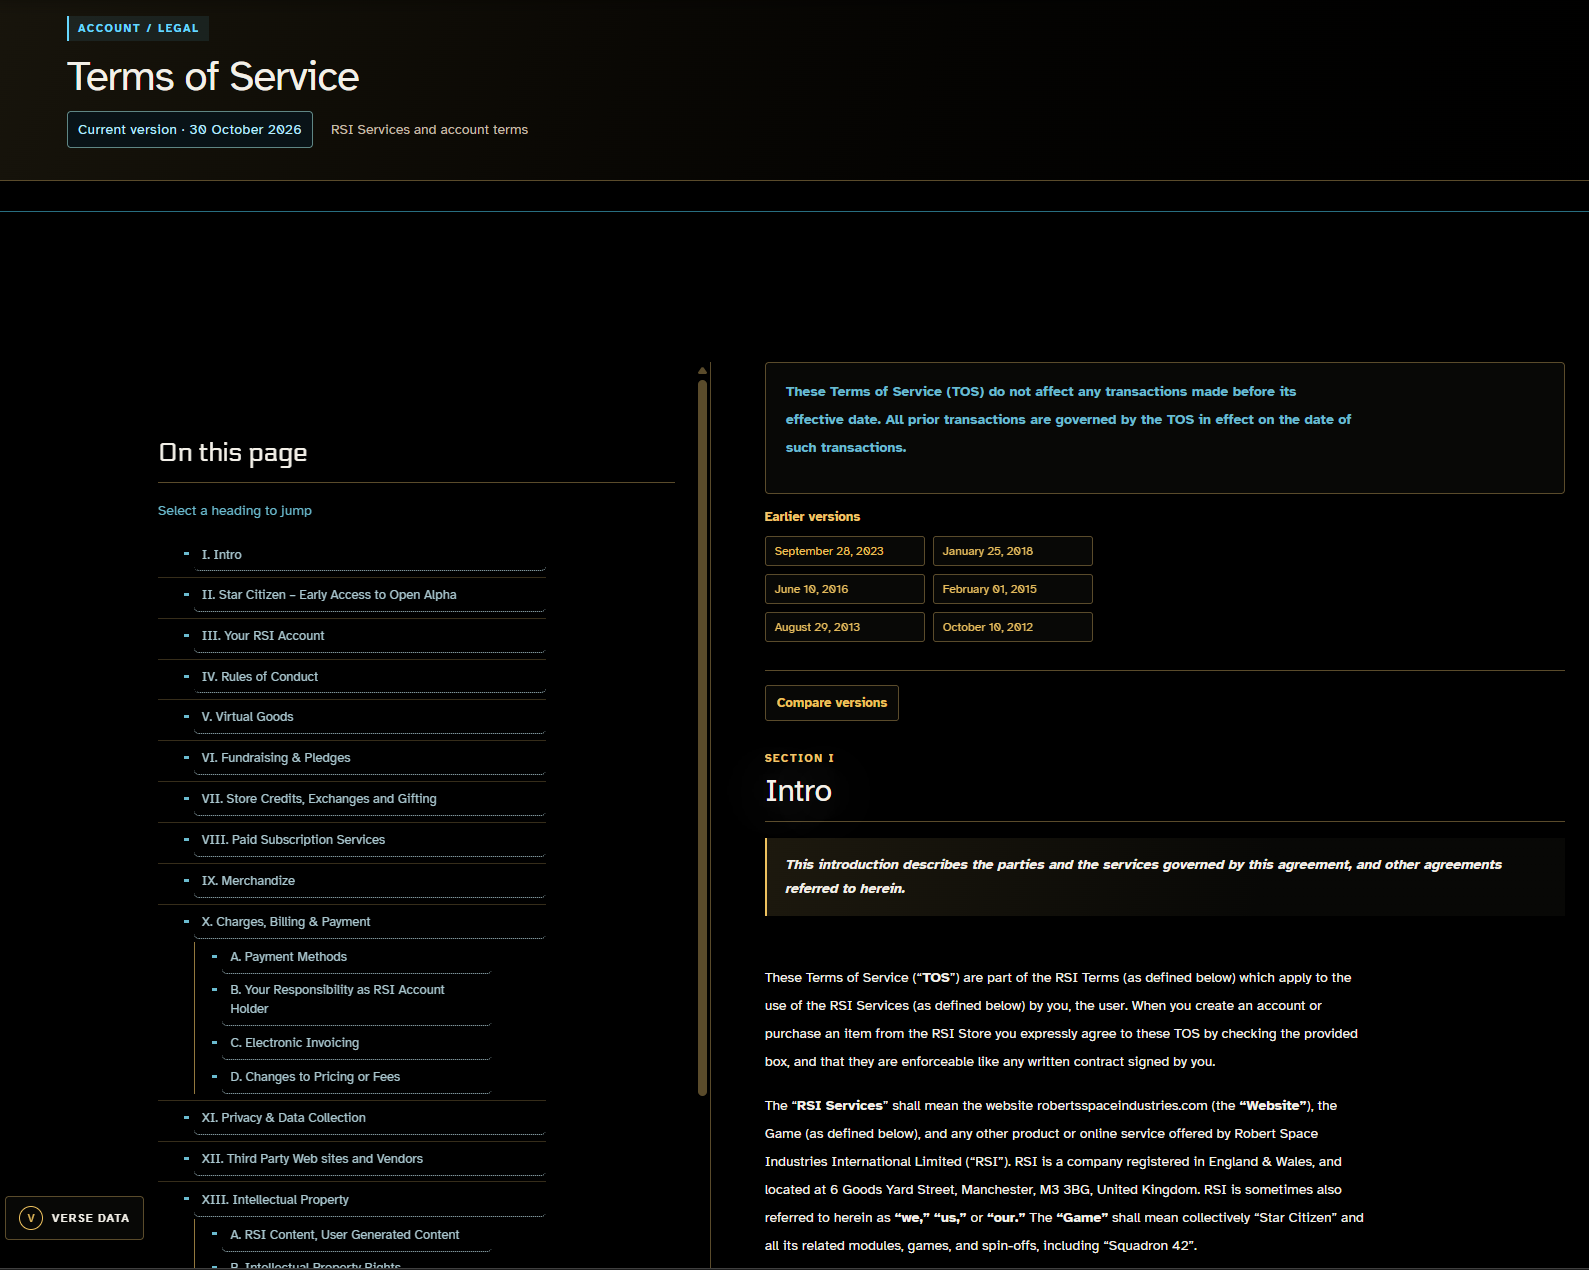 ACCOUNT / LEGAL
Terms of Service
Current version · 30 October 2026
RSI Services and account terms
On this page
Select a heading to jump
I. Intro
II. Star Citizen – Early Access to Open Alpha
III. Your RSI Account
IV. Rules of Conduct
V. Virtual Goods
VI. Fundraising & Pledges
VII. Store Credits, Exchanges and Gifting
VIII. Paid Subscription Services
IX. Merchandize
X. Charges, Billing & Payment
A. Payment Methods
B. Your Responsibility as RSI Account
Holder
C. Electronic Invoicing
D. Changes to Pricing or Fees
XI. Privacy & Data Collection
XII. Third Party Web sites and Vendors
XIII. Intellectual Property
A. RSI Content, User Generated Content
B. Intellectual Property Rights
V VERSE DATA
These Terms of Service (TOS) do not affect any transactions made before its
effective date. All prior transactions are governed by the TOS in effect on the date of
such transactions.
Earlier versions
September 28, 2023
January 25, 2018
June 10, 2016
February 01, 2015
August 29, 2013
October 10, 2012
Compare versions
SECTION I
Intro
This introduction describes the parties and the services governed by this agreement, and other agreements
referred to herein.
These Terms of Service (“TOS”) are part of the RSI Terms (as defined below) which apply to the
use of the RSI Services (as defined below) by you, the user. When you create an account or
purchase an item from the RSI Store you expressly agree to these TOS by checking the provided
box, and that they are enforceable like any written contract signed by you.
The “RSI Services” shall mean the website robertsspaceindustries.com (the “Website”), the
Game (as defined below), and any other product or online service offered by Robert Space
Industries International Limited (“RSI”). RSI is a company registered in England & Wales, and
located at 6 Goods Yard Street, Manchester, M3 3BG, United Kingdom. RSI is sometimes also
referred to herein as “we,” “us,” or “our.” The “Game” shall mean collectively “Star Citizen” and
all its related modules, games, and spin-offs, including “Squadron 42”.